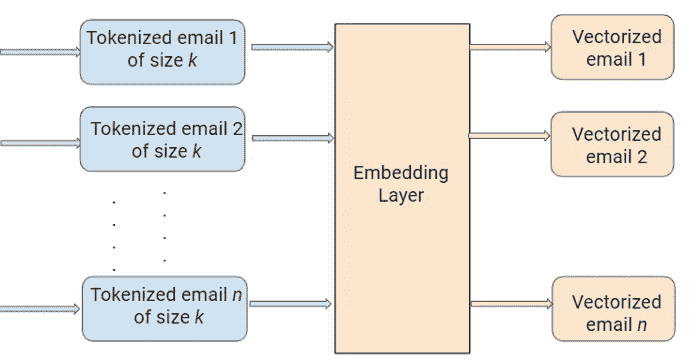 Tokenized email 1
of size k
Vectorized
email 1
Tokenized email 2
of size k
Vectorized
email 2
Embedding
Layer
Tokenized email n
of size k
Vectorized
email n